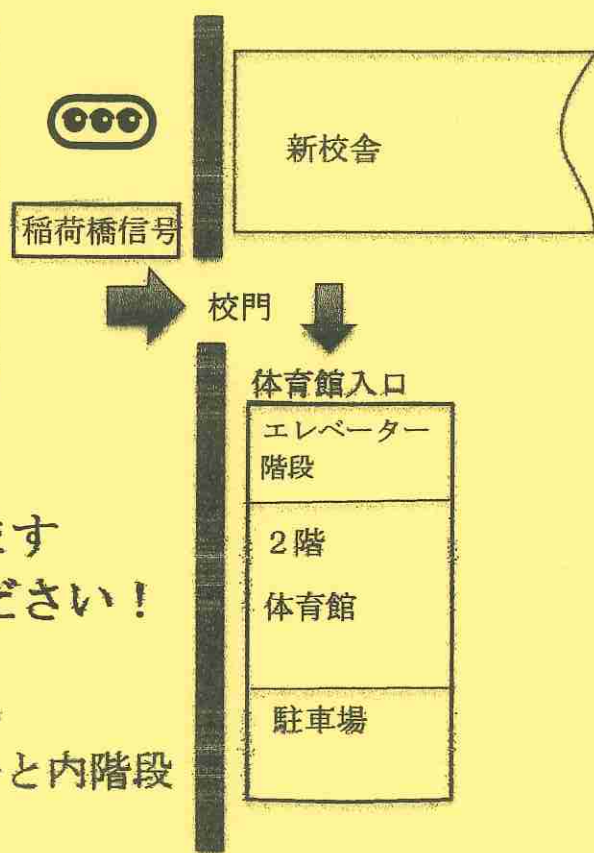 新校舎
稲荷橋信号
校門
体育館入口
エレベーター
階段
2階
体育館
駐車場
ます
ださい！
と内階段